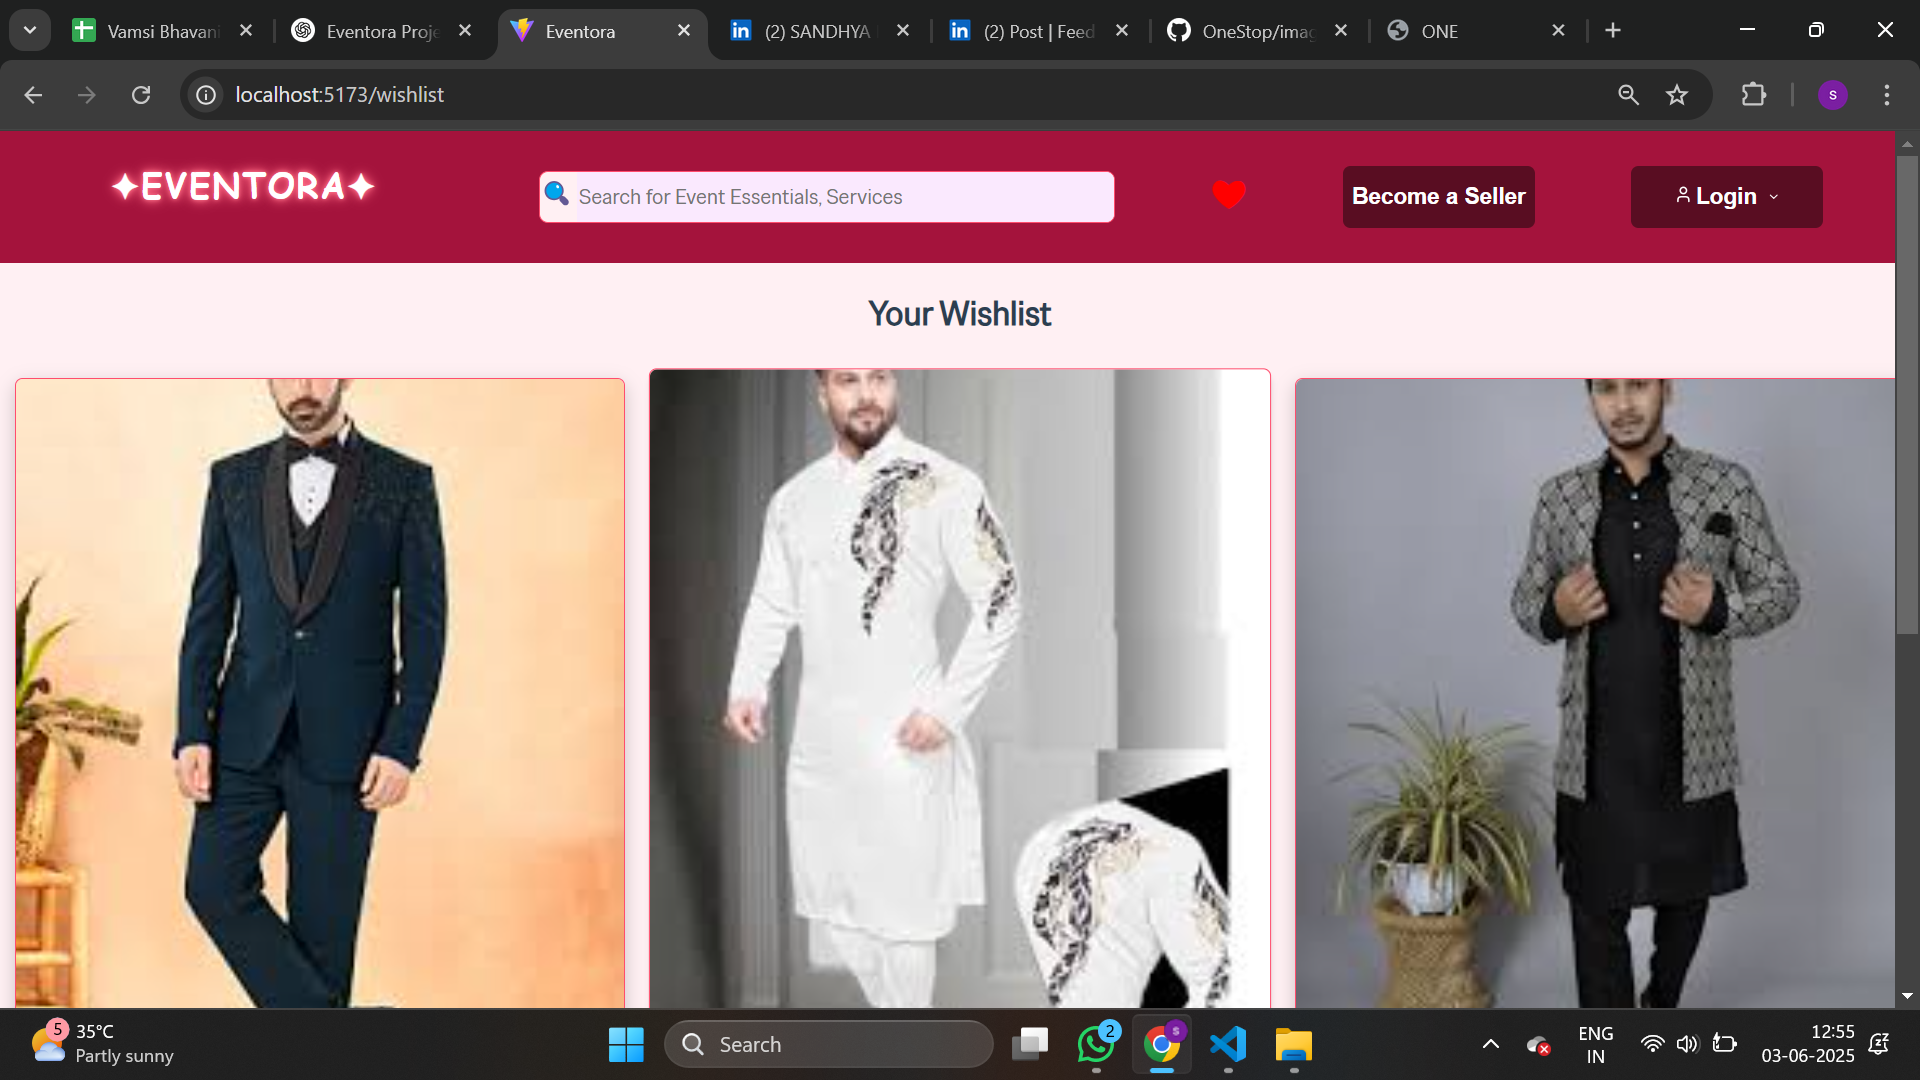 Vamsi Bhavani
Eventora Proje
Eventora
(2) SANDHYA
(2) Post | Feed
OneStop/imag
ONE
localhost:5173/wishlist
s
✦EVENTORA✦
Search for Event Essentials, Services
Become a Seller
Login
Your Wishlist
5
35°C
Partly sunny
Search
2
s
ENG
IN
12:55
03-06-2025